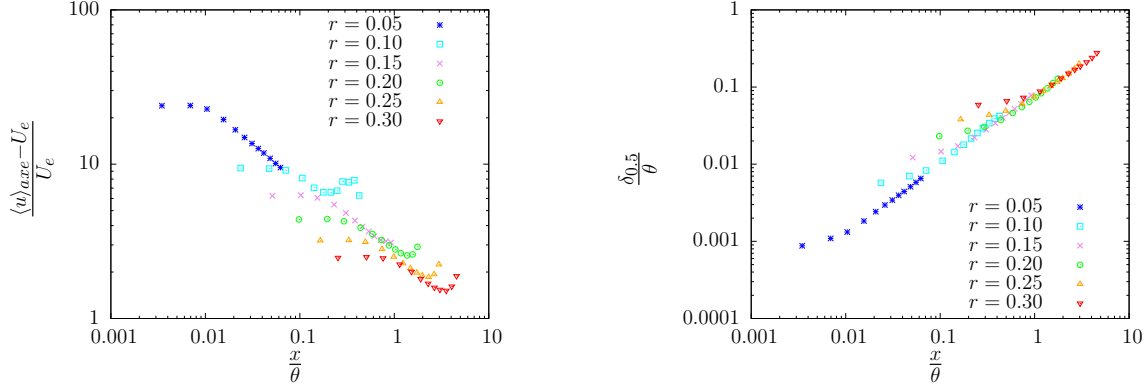 100
10
1
⟨u⟩axe−Ue
Ue
0.001 0.01 0.1 1 10
x
θ
r = 0.05
r = 0.10
r = 0.15
r = 0.20
r = 0.25
r = 0.30
1
0.1
0.01
0.001
0.0001
δ0.5
θ
0.001 0.01 0.1 1 10
x
θ
r = 0.05
r = 0.10
r = 0.15
r = 0.20
r = 0.25
r = 0.30